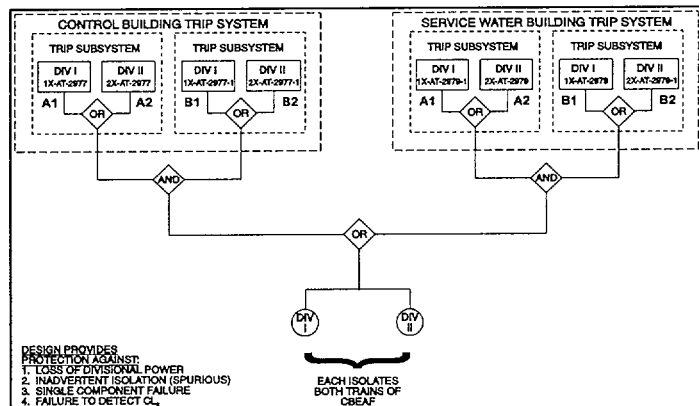 CONTROL BUILDING TRIP SYSTEM
TRIP SUBSYSTEM
DIV I
1X-AT-2977
DIV II
2X-AT-2977
A1
OR
A2
TRIP SUBSYSTEM
DIV I
1X-AT-2977-1
DIV II
2X-AT-2977-1
B1
OR
B2
AND
SERVICE WATER BUILDING TRIP SYSTEM
TRIP SUBSYSTEM
DIV I
1X-AT-2979-1
DIV II
2X-AT-2979
A1
OR
A2
TRIP SUBSYSTEM
DIV I
1X-AT-2979
DIV II
2X-AT-2979-1
B1
OR
B2
AND
OR
DIV
I
DIV
II
EACH ISOLATES
BOTH TRAINS OF
CBEAF
DESIGN PROVIDES
PROTECTION AGAINST:
1. LOSS OF DIVISIONAL POWER
2. INADVERTENT ISOLATION (SPURIOUS)
3. SINGLE COMPONENT FAILURE
4. FAILURE TO DETECT CL₂